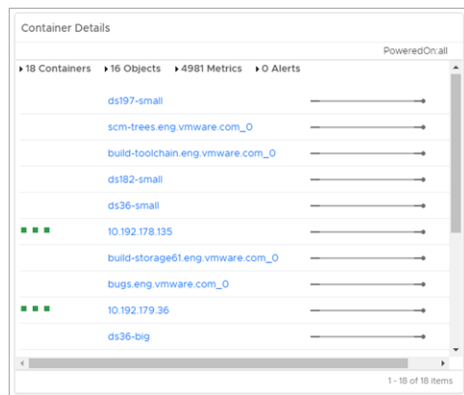 Container Details
PoweredOn:all
18 Containers 16 Objects 4981 Metrics 0 Alerts
ds197-small
scm-trees.eng.vmware.com_0
build-toolchain.eng.vmware.com_0
ds182-small
ds36-small
10.192.178.135
build-storage61.eng.vmware.com_0
bugs.eng.vmware.com_0
10.192.179.36
ds36-big
1 - 18 of 18 items